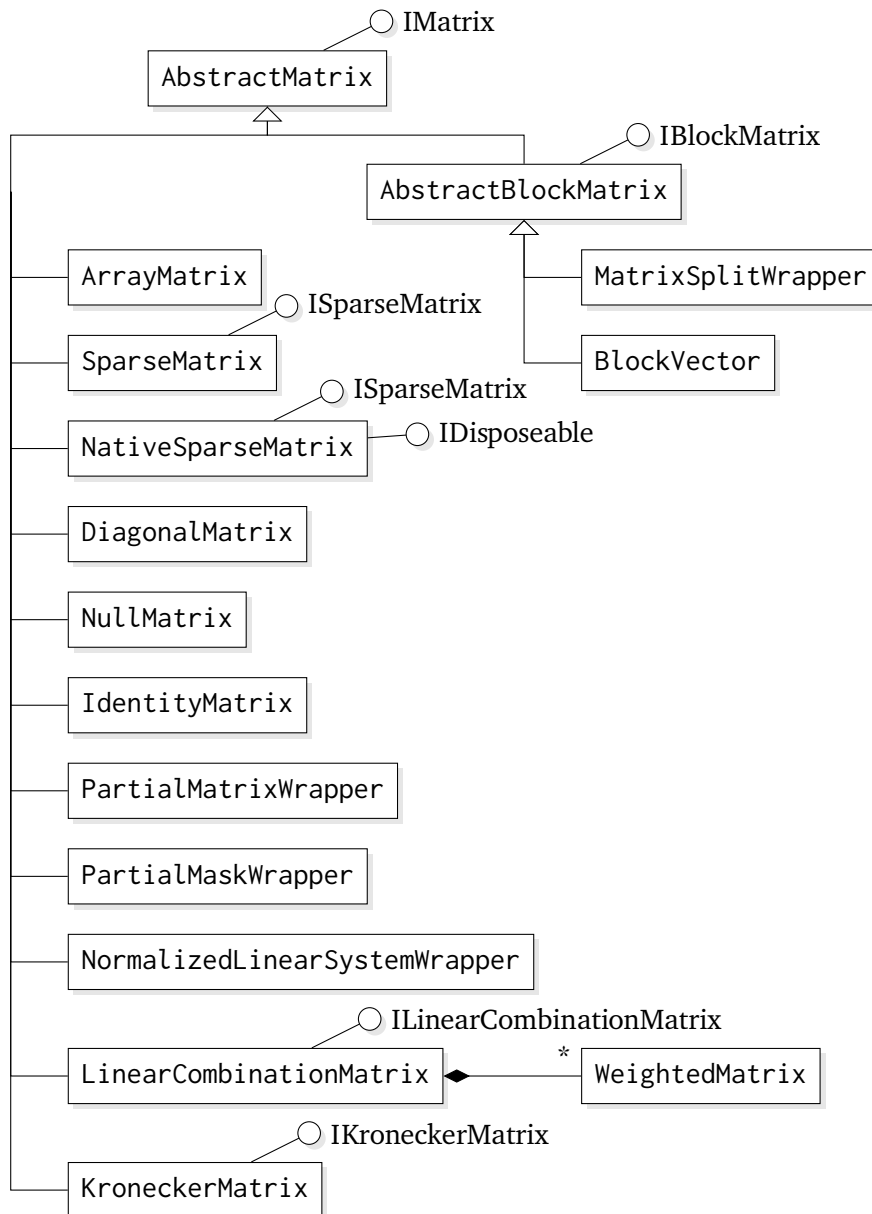 IMatrix
AbstractMatrix
IBlockMatrix
AbstractBlockMatrix
ArrayMatrix
MatrixSplitWrapper
ISparseMatrix
SparseMatrix
BlockVector
ISparseMatrix
NativeSparseMatrix
IDisposeable
DiagonalMatrix
NullMatrix
IdentityMatrix
PartialMatrixWrapper
PartialMaskWrapper
NormalizedLinearSystemWrapper
ILinearCombinationMatrix
LinearCombinationMatrix * WeightedMatrix
IKroneckerMatrix
KroneckerMatrix